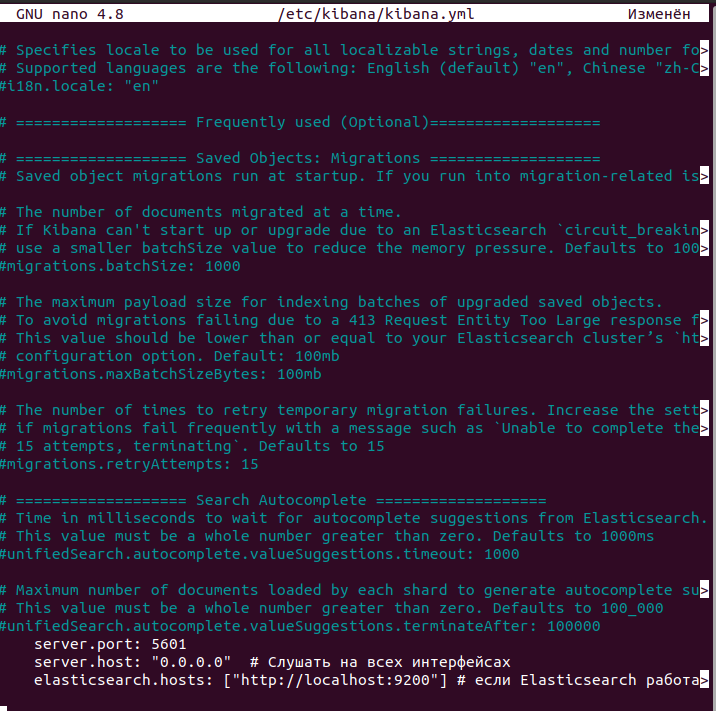 GNU nano 4.8 /etc/kibana/kibana.yml Изменён
# Specifies locale to be used for all localizable strings, dates and number fo>
# Supported languages are the following: English (default) "en", Chinese "zh-C>
#i18n.locale: "en"
# =================== Frequently used (Optional)===================
# =================== Saved Objects: Migrations ===================
# Saved object migrations run at startup. If you run into migration-related is>
# The number of documents migrated at a time.
# If Kibana can't start up or upgrade due to an Elasticsearch `circuit_breakin>
# use a smaller batchSize value to reduce the memory pressure. Defaults to 100>
#migrations.batchSize: 1000
# The maximum payload size for indexing batches of upgraded saved objects.
# To avoid migrations failing due to a 413 Request Entity Too Large response f>
# This value should be lower than or equal to your Elasticsearch cluster’s `ht>
# configuration option. Default: 100mb
#migrations.maxBatchSizeBytes: 100mb
# The number of times to retry temporary migration failures. Increase the sett>
# if migrations fail frequently with a message such as `Unable to complete the>
# 15 attempts, terminating`. Defaults to 15
#migrations.retryAttempts: 15
# =================== Search Autocomplete ===================
# Time in milliseconds to wait for autocomplete suggestions from Elasticsearch.
# This value must be a whole number greater than zero. Defaults to 1000ms
#unifiedSearch.autocomplete.valueSuggestions.timeout: 1000
# Maximum number of documents loaded by each shard to generate autocomplete su>
# This value must be a whole number greater than zero. Defaults to 100_000
#unifiedSearch.autocomplete.valueSuggestions.terminateAfter: 100000
server.port: 5601
server.host: "0.0.0.0"  # Слушать на всех интерфейсах
elasticsearch.hosts: ["http://localhost:9200"] # если Elasticsearch работа>